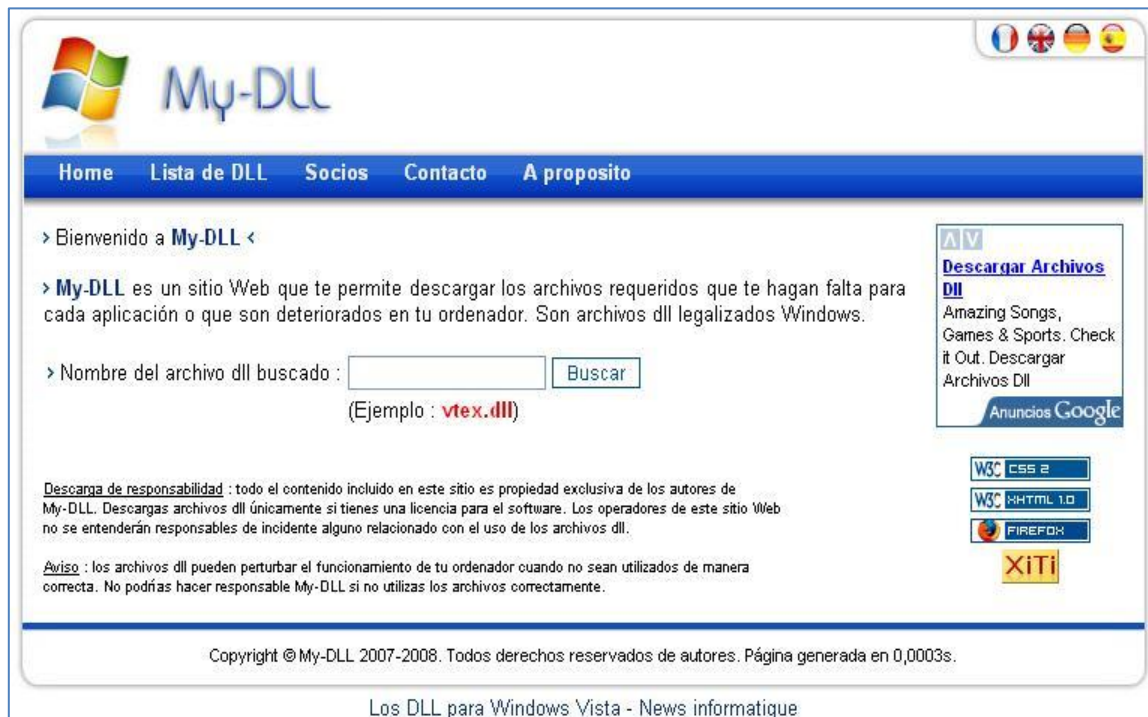 My-DLL
Home Lista de DLL Socios Contacto A proposito
› Bienvenido a My-DLL ‹
› My-DLL es un sitio Web que te permite descargar los archivos requeridos que te hagan falta para
cada aplicación o que son deteriorados en tu ordenador. Son archivos dll legalizados Windows.
› Nombre del archivo dll buscado : Buscar
(Ejemplo : vtex.dll)
Descargar Archivos
Dll
Amazing Songs,
Games & Sports. Check
it Out. Descargar
Archivos Dll
Anuncios Google
W3C CSS 2
W3C XHTML 1.0
FIREFOX
XiTi
Descarga de responsabilidad : todo el contenido incluido en este sitio es propiedad exclusiva de los autores de
My-DLL. Descargas archivos dll únicamente si tienes una licencia para el software. Los operadores de este sitio Web
no se entenderán responsables de incidente alguno relacionado con el uso de los archivos dll.
Aviso : los archivos dll pueden perturbar el funcionamiento de tu ordenador cuando no sean utilizados de manera
correcta. No podrías hacer responsable My-DLL si no utilizas los archivos correctamente.
Copyright © My-DLL 2007-2008. Todos derechos reservados de autores. Página generada en 0,0003s.
Los DLL para Windows Vista - News informatique